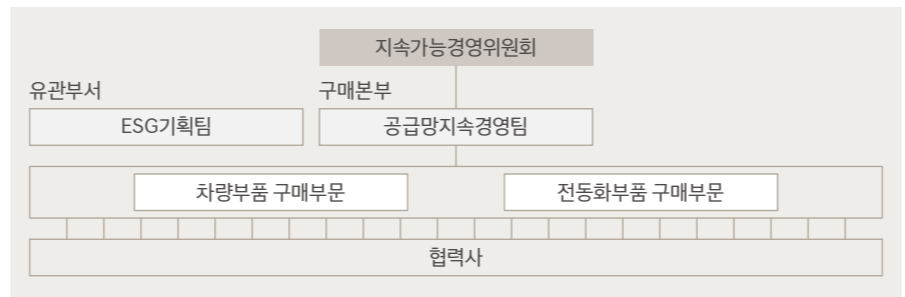 지속가능경영위원회
유관부서
구매본부
ESG기획팀
공급망지속경영팀
차량부품 구매부문
전동화부품 구매부문
협력사